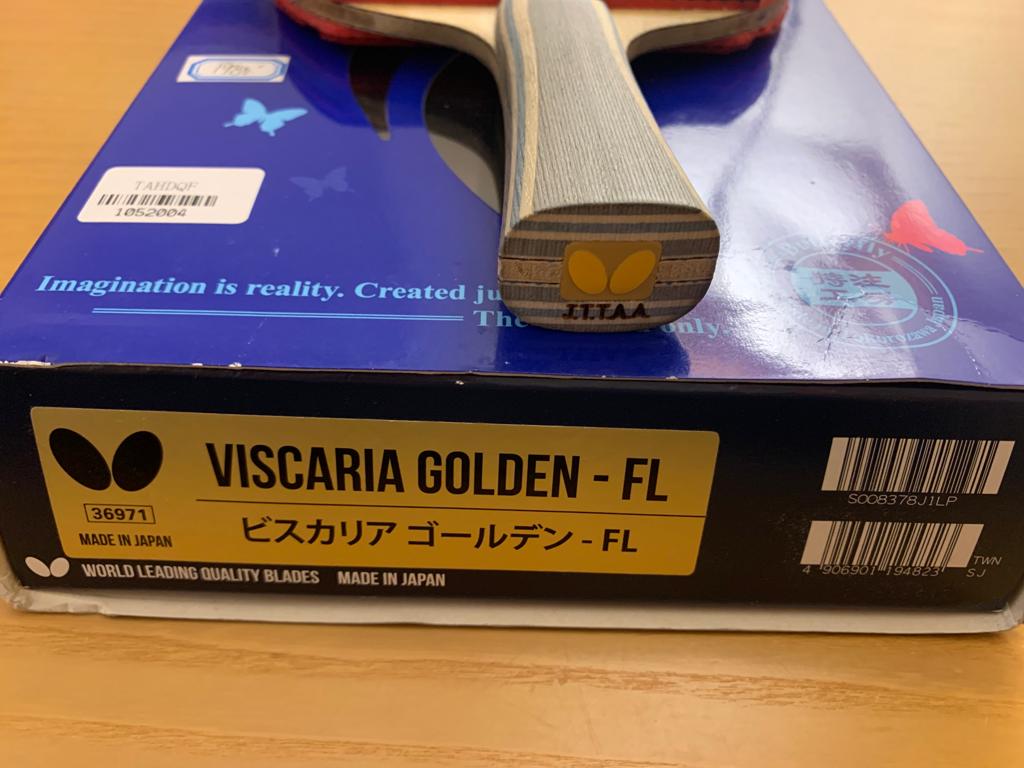 TAHDQF
1052004
Imagination is reality. Created ju
The only
J.T.T.A.A
VISCARIA GOLDEN - FL
36971
MADE IN JAPAN
ビスカリア ゴールデン - FL
WORLD LEADING QUALITY BLADES MADE IN JAPAN
S008378J1LP
4 906901 194823
TWN
SJ